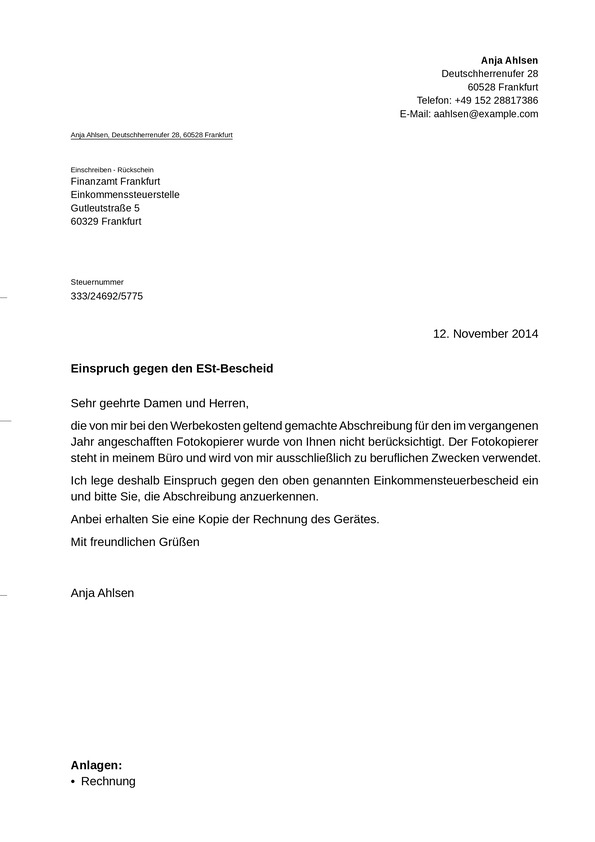 Anja Ahlsen
Deutschherrenufer 28
60528 Frankfurt
Telefon: +49 152 28817386
E-Mail: aahlsen@example.com
Anja Ahlsen, Deutschherrenufer 28, 60528 Frankfurt
Einschreiben - Rückschein
Finanzamt Frankfurt
Einkommenssteuerstelle
Gutleutstraße 5
60329 Frankfurt
Steuernummer
333/24692/5775
12. November 2014
Einspruch gegen den ESt-Bescheid
Sehr geehrte Damen und Herren,
die von mir bei den Werbekosten geltend gemachte Abschreibung für den im vergangenen
Jahr angeschafften Fotokopierer wurde von Ihnen nicht berücksichtigt. Der Fotokopierer
steht in meinem Büro und wird von mir ausschließlich zu beruflichen Zwecken verwendet.
Ich lege deshalb Einspruch gegen den oben genannten Einkommensteuerbescheid ein
und bitte Sie, die Abschreibung anzuerkennen.
Anbei erhalten Sie eine Kopie der Rechnung des Gerätes.
Mit freundlichen Grüßen
Anja Ahlsen
Anlagen:
• Rechnung